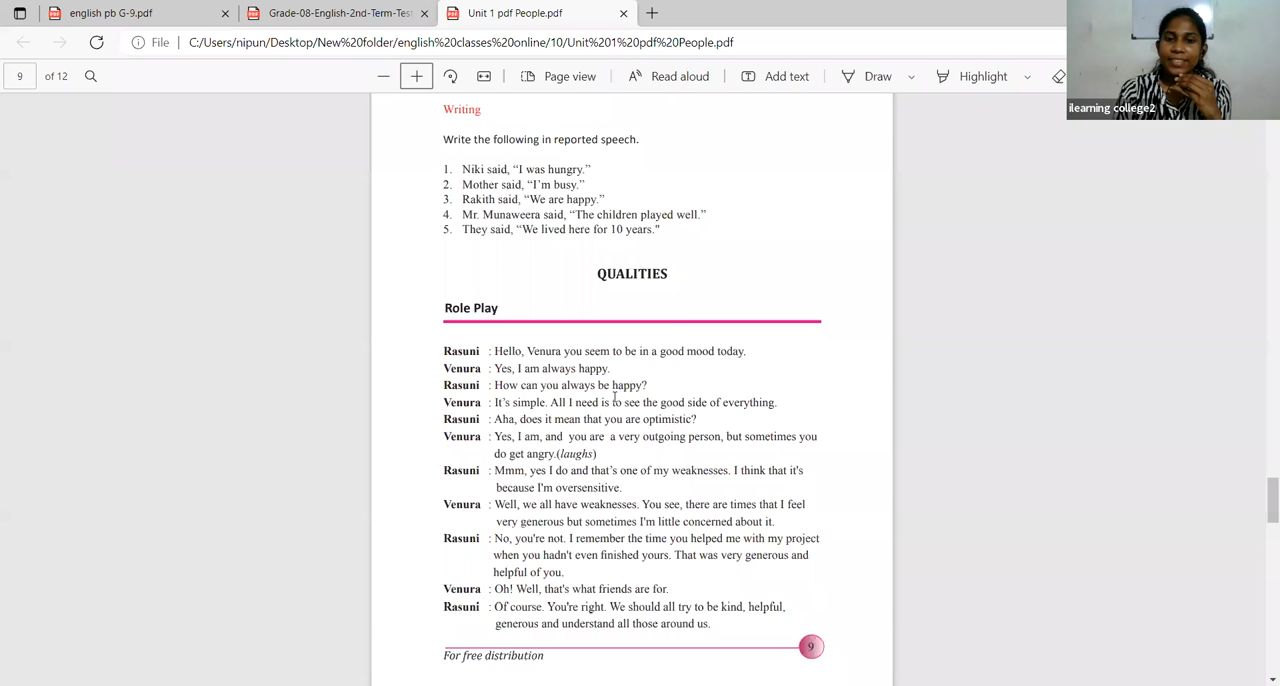 english pb G-9.pdf
Grade-08-English-2nd-Term-Test
Unit 1 pdf People.pdf
File
C:/Users/nipun/Desktop/New%20folder/english%20classes%20online/10/Unit%201%20pdf%20People.pdf
9 of 12
Page view
Read aloud
Add text
Draw
Highlight
ilearning college2
Writing
Write the following in reported speech.
1. Niki said, “I was hungry.”
2. Mother said, “I’m busy.”
3. Rakith said, “We are happy.”
4. Mr. Munaweera said, “The children played well.”
5. They said, “We lived here for 10 years."
QUALITIES
Role Play
Rasuni : Hello, Venura you seem to be in a good mood today.
Venura : Yes, I am always happy.
Rasuni : How can you always be happy?
Venura : It’s simple. All I need is to see the good side of everything.
Rasuni : Aha, does it mean that you are optimistic?
Venura : Yes, I am, and you are a very outgoing person, but sometimes you
do get angry.(laughs)
Rasuni : Mmm, yes I do and that’s one of my weaknesses. I think that it's
because I'm oversensitive.
Venura : Well, we all have weaknesses. You see, there are times that I feel
very generous but sometimes I'm little concerned about it.
Rasuni : No, you're not. I remember the time you helped me with my project
when you hadn't even finished yours. That was very generous and
helpful of you.
Venura : Oh! Well, that's what friends are for.
Rasuni : Of course. You're right. We should all try to be kind, helpful,
generous and understand all those around us.
9
For free distribution